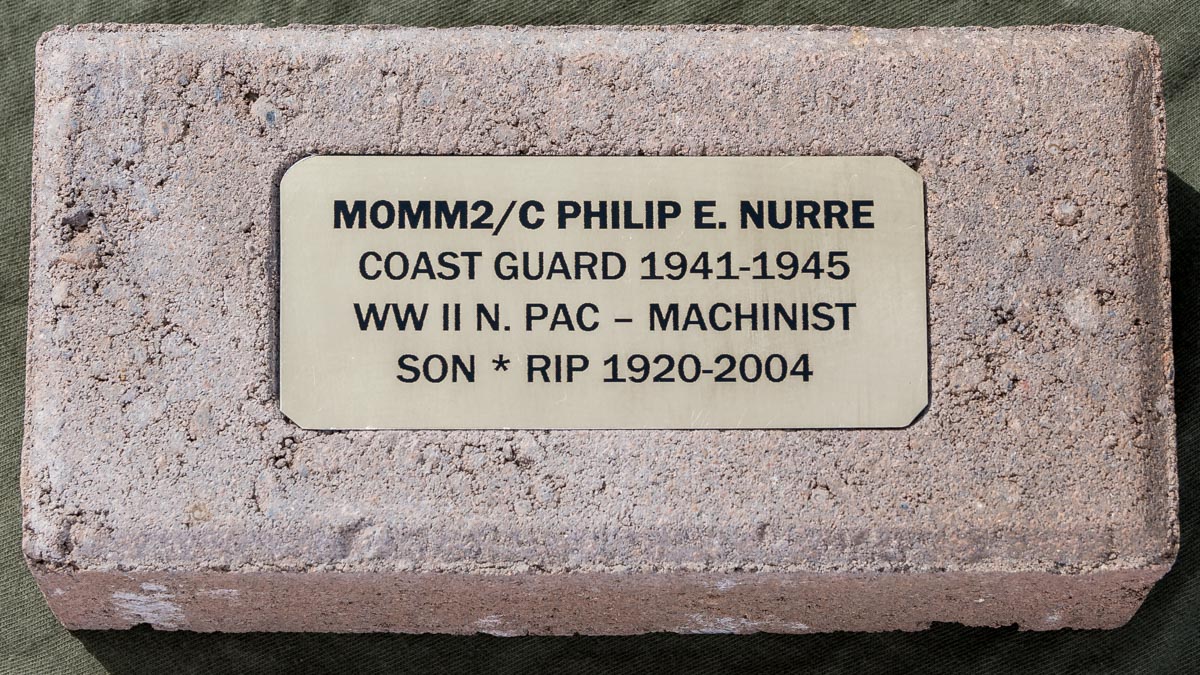 MOMM2/C PHILIP E. NURRE
COAST GUARD 1941-1945
WW II N. PAC – MACHINIST
SON * RIP 1920-2004